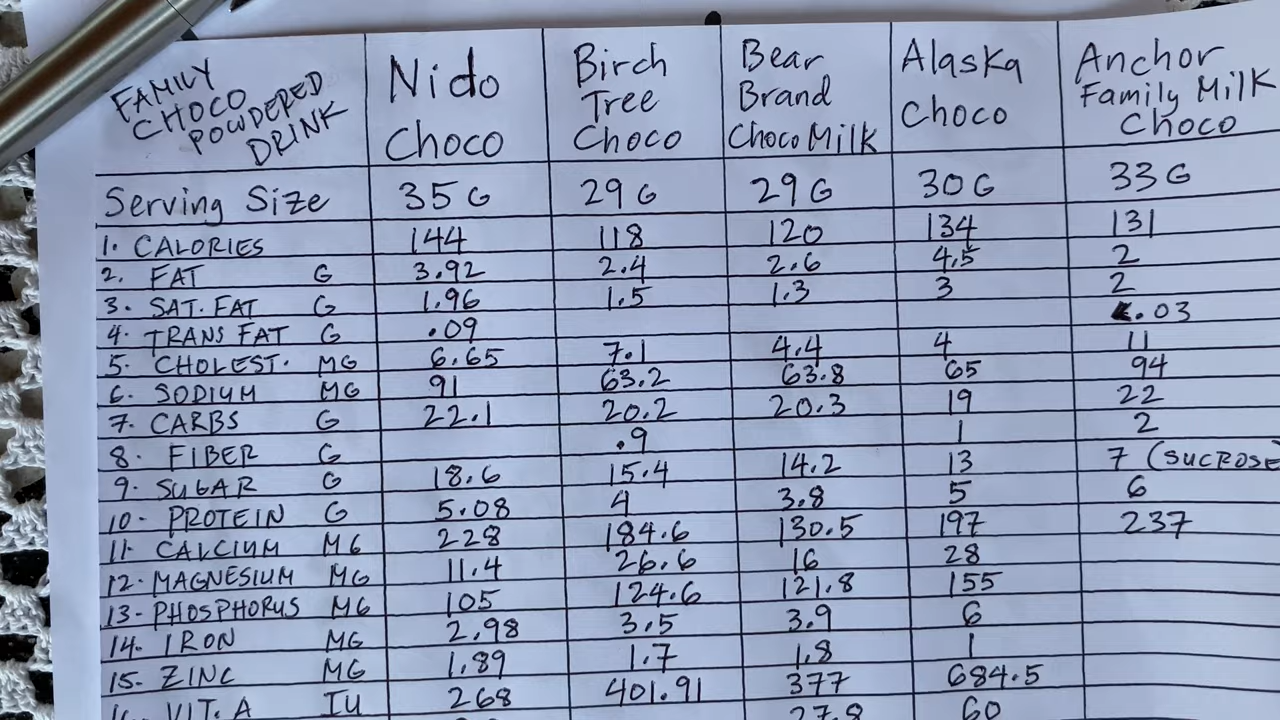 FAMILY CHOCO POWDERED DRINK Nido Choco Birch Tree Choco Bear Brand Choco Milk Alaska Choco Anchor Family Milk Choco
Serving Size 35 G 29 G 29 G 30 G 33 G
1. CALORIES 144 118 120 134 131
2. FAT G 3.92 2.4 2.6 4.5 2
3. SAT. FAT G 1.96 1.5 1.3 3 2
4. TRANS FAT G .09 .03
5. CHOLEST. MG 6.65 7.1 4.4 4 11
6. SODIUM MG 91 63.2 63.8 65 94
7. CARBS G 22.1 20.2 20.3 19 22
8. FIBER G .9 1 2
9. SUGAR G 18.6 15.4 14.2 13 7 (SUCROSE
10. PROTEIN G 5.08 4 3.8 5 6
11. CALCIUM MG 228 184.6 130.5 197 237
12. MAGNESIUM MG 11.4 26.6 16 28
13. PHOSPHORUS MG 105 124.6 121.8 155
14. IRON MG 2.98 3.5 3.9 6
15. ZINC MG 1.89 1.7 1.8 1
16. VIT. A IU 268 401.91 377 684.5
27.8 60